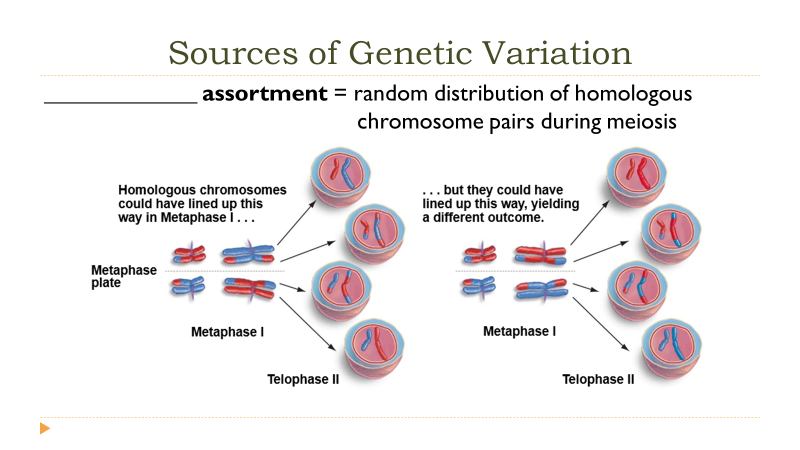 Sources of Genetic Variation
______________ assortment = random distribution of homologous
chromosome pairs during meiosis
Homologous chromosomes
could have lined up this
way in Metaphase I . . .
. . . but they could have
lined up this way, yielding
a different outcome.
Metaphase
plate
Metaphase I
Metaphase I
Telophase II
Telophase II